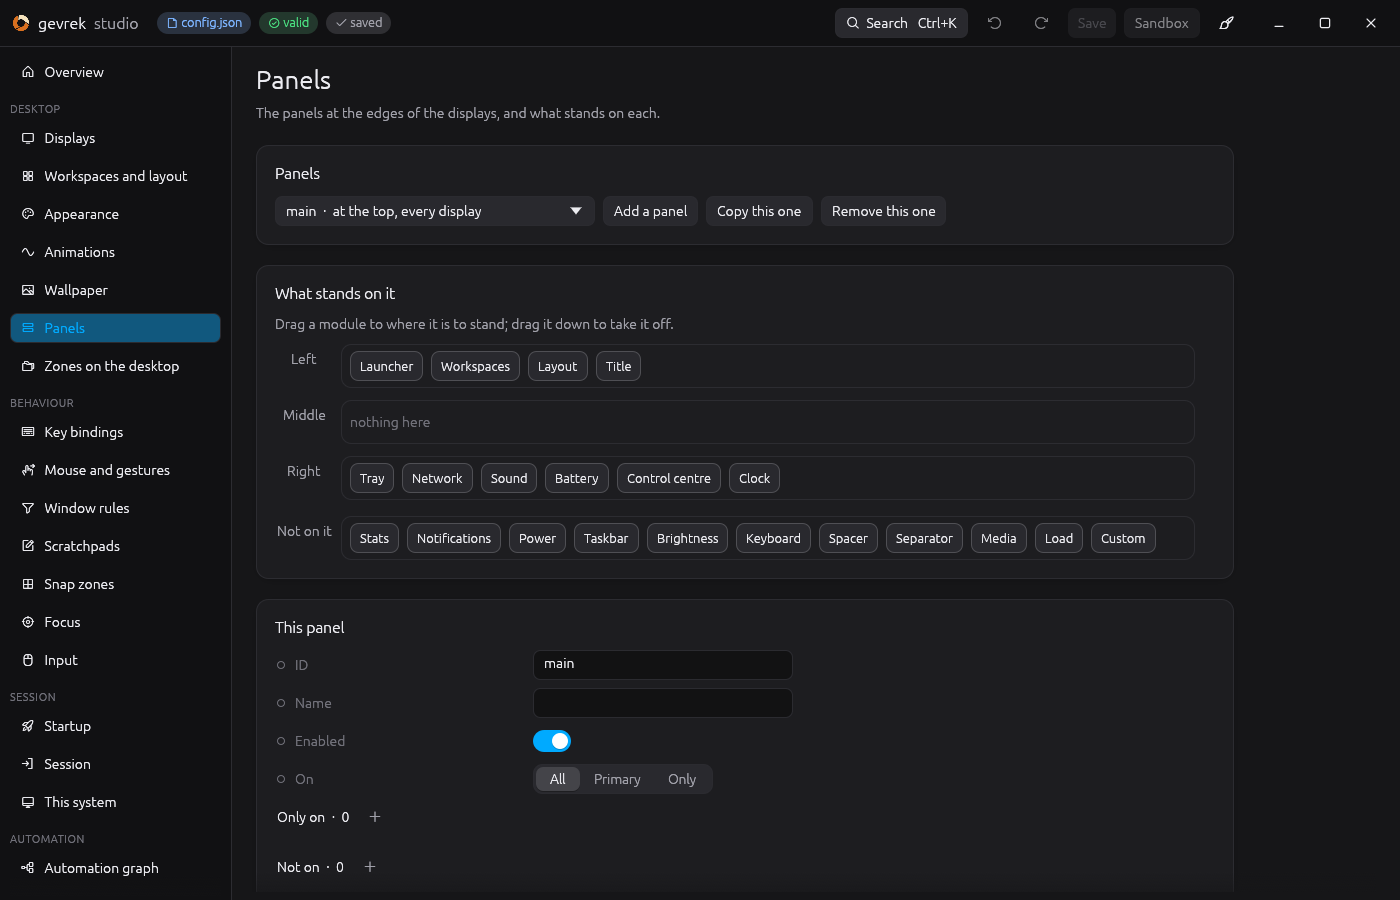 gevrek studio config.json valid saved Search Ctrl+K Save Sandbox
Overview
DESKTOP
Displays
Workspaces and layout
Appearance
Animations
Wallpaper
Panels
Zones on the desktop
BEHAVIOUR
Key bindings
Mouse and gestures
Window rules
Scratchpads
Snap zones
Focus
Input
SESSION
Startup
Session
This system
AUTOMATION
Automation graph
Panels
The panels at the edges of the displays, and what stands on each.
Panels
main · at the top, every display Add a panel Copy this one Remove this one
What stands on it
Drag a module to where it is to stand; drag it down to take it off.
Left Launcher Workspaces Layout Title
Middle nothing here
Right Tray Network Sound Battery Control centre Clock
Not on it Stats Notifications Power Taskbar Brightness Keyboard Spacer Separator Media Load Custom
This panel
ID main
Name
Enabled
On All Primary Only
Only on · 0 +
Not on · 0 +